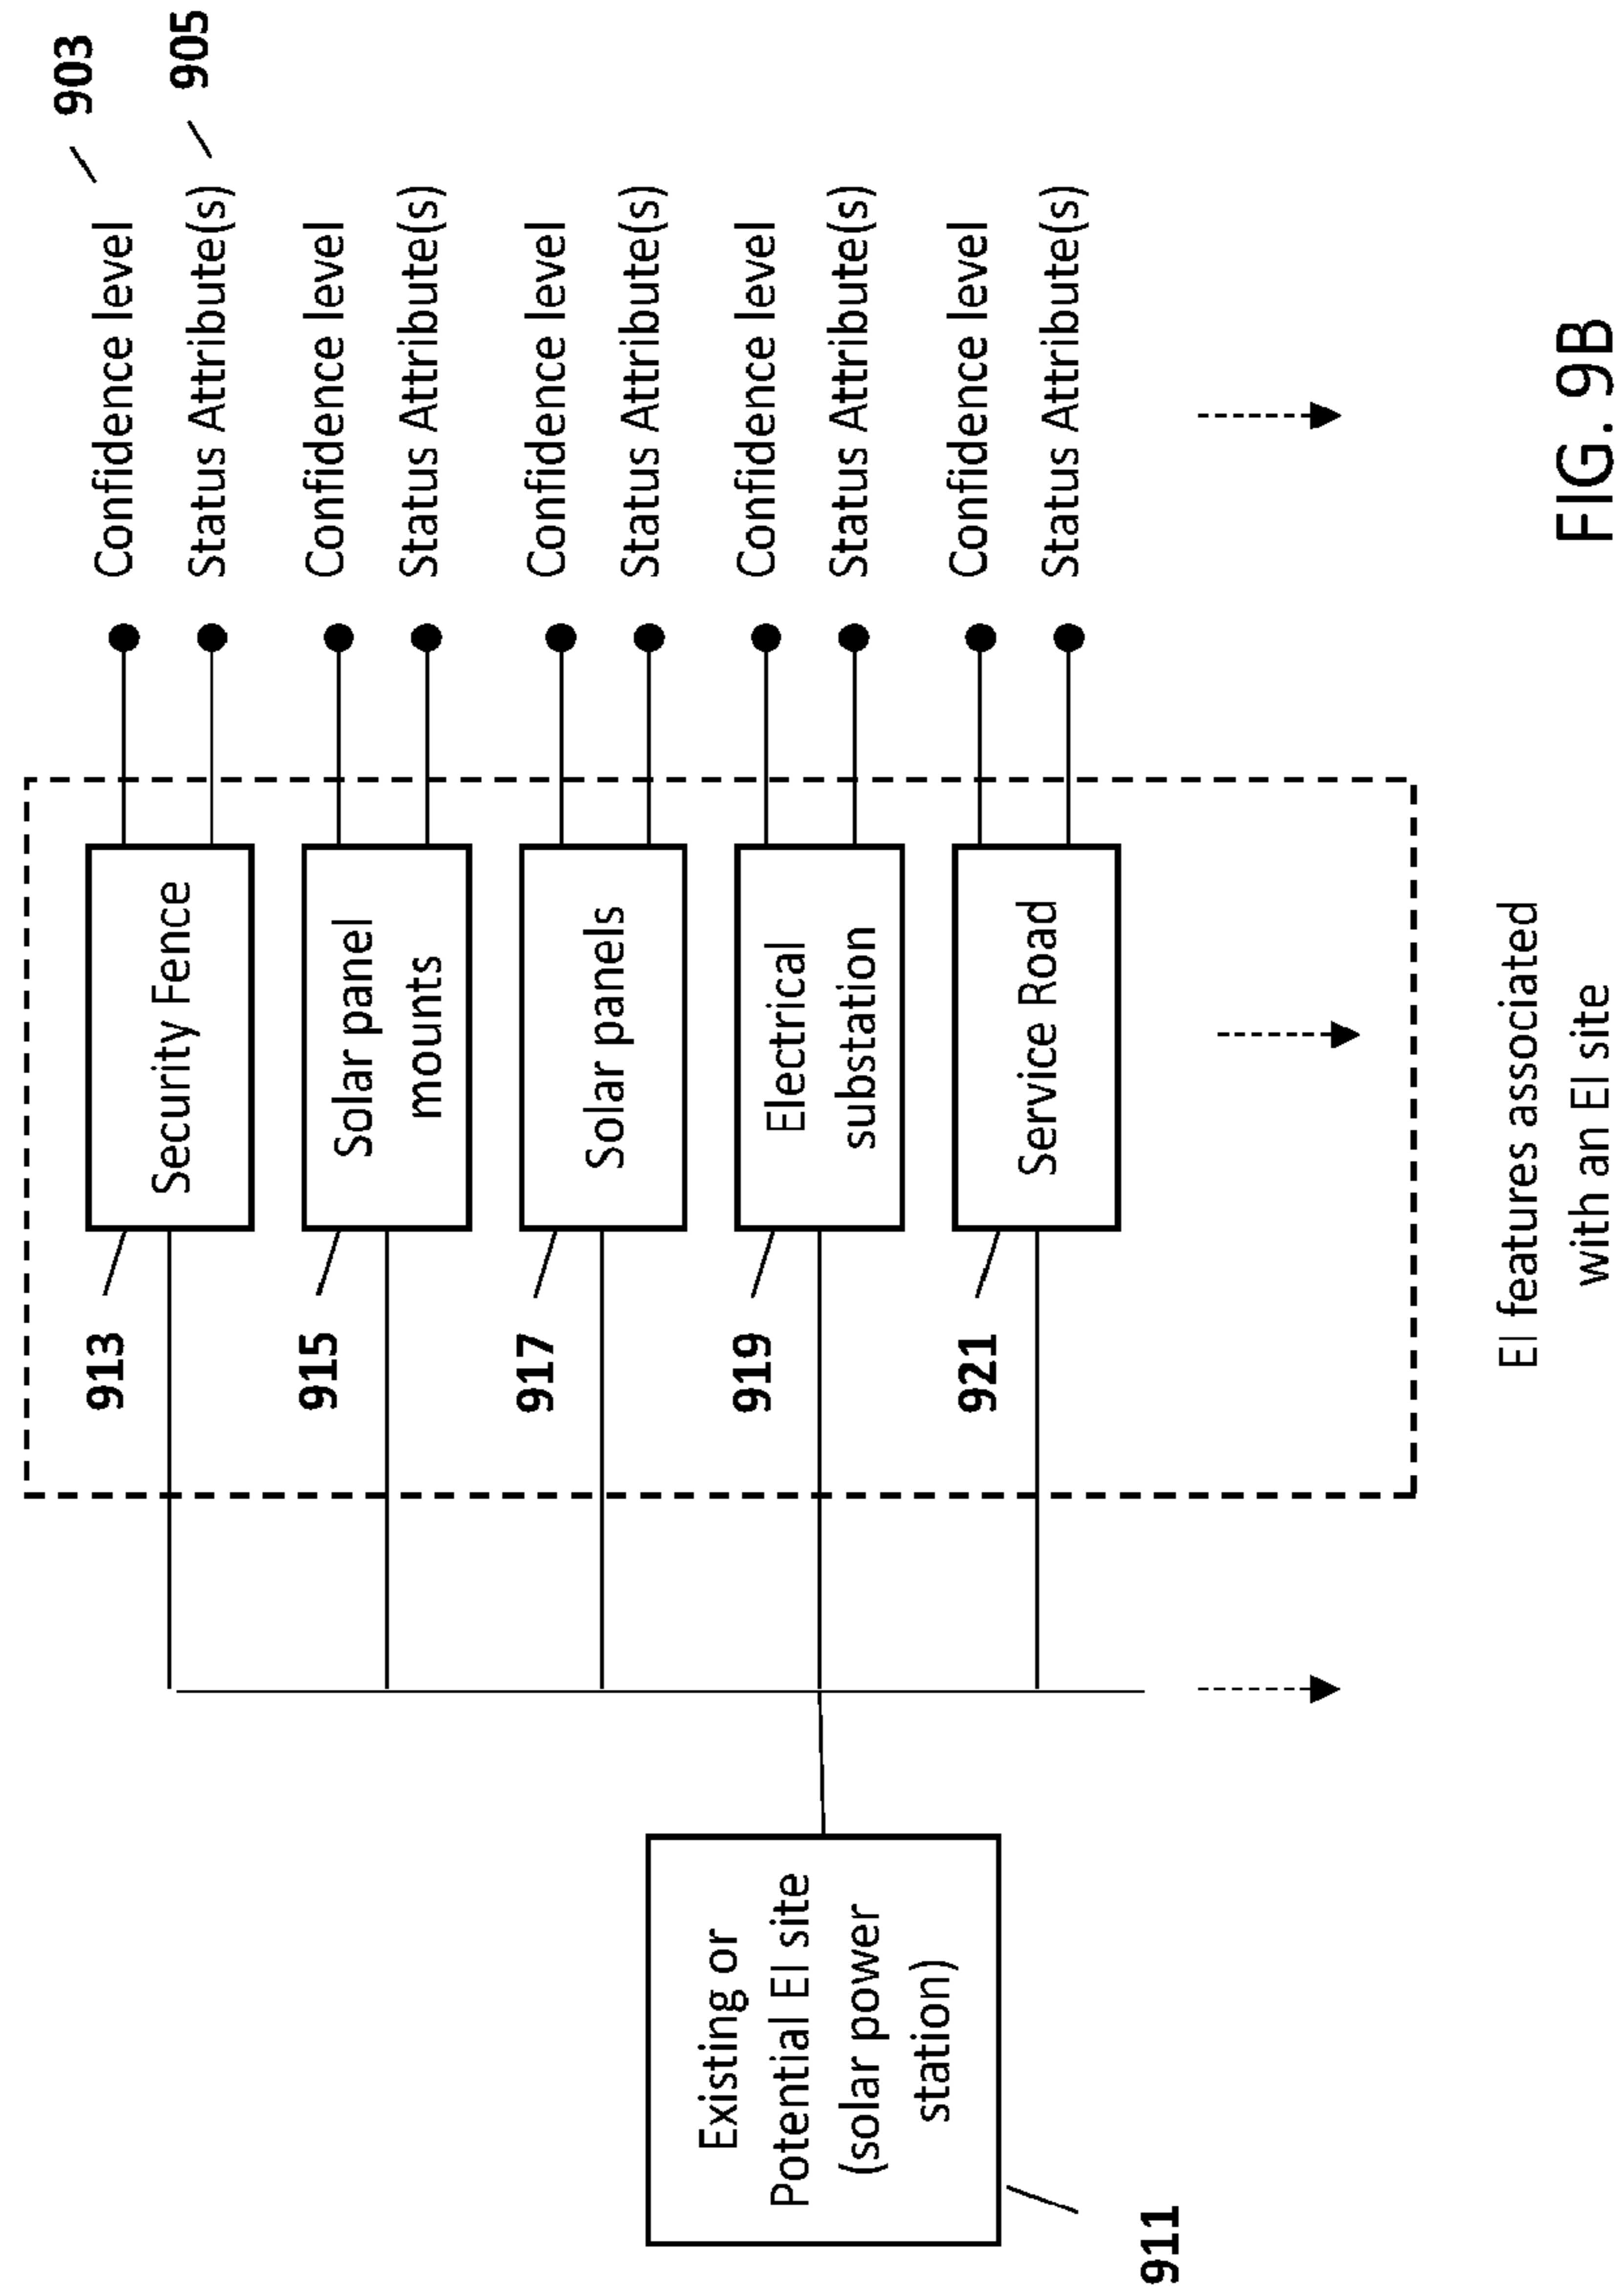 903
Confidence level
905
Status Attribute(s)
913
Security Fence
Confidence level
Status Attribute(s)
915
Solar panel
mounts
Confidence level
Status Attribute(s)
917
Solar panels
Confidence level
Status Attribute(s)
919
Electrical
substation
Confidence level
Status Attribute(s)
921
Service Road
Existing or
Potential EI site
(solar power
station)
911
EI features associated
with an EI site
FIG. 9B